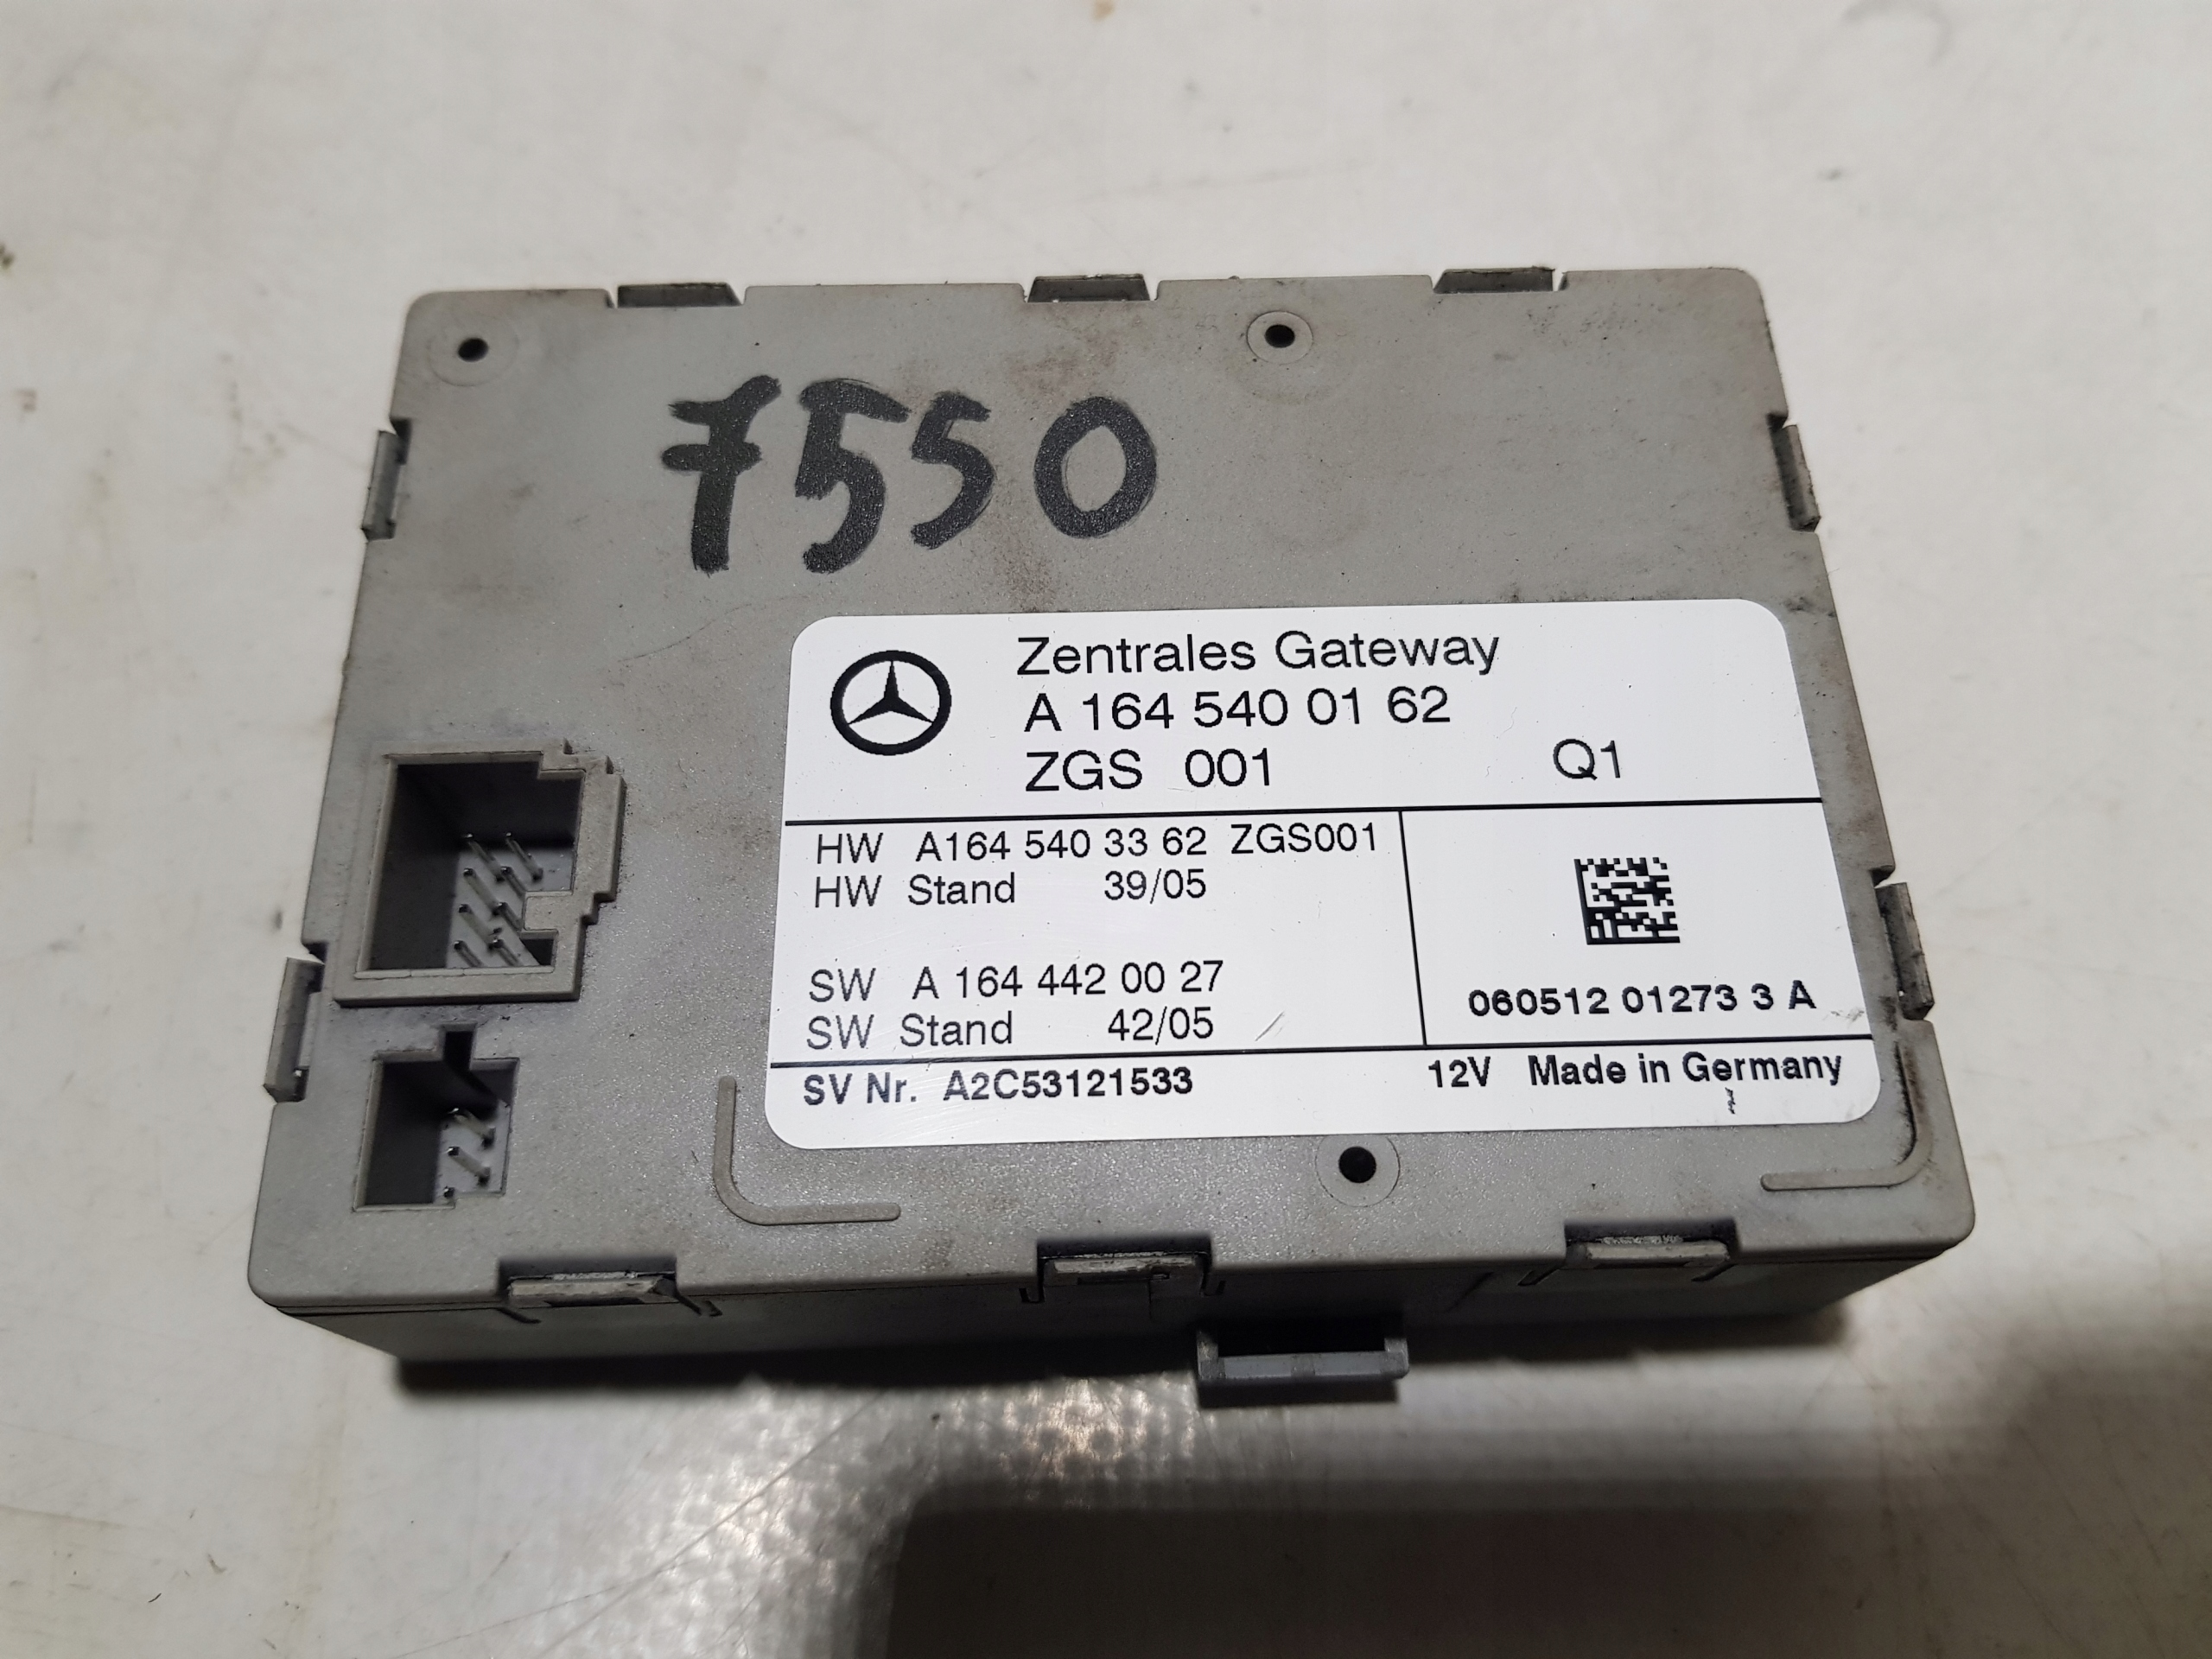 7550
Zentrales Gateway
A 164 540 01 62
ZGS 001 Q1
HW A164 540 33 62 ZGS001
HW Stand 39/05
SW A 164 442 00 27
SW Stand 42/05
060512 01273 3 A
SV Nr. A2C53121533 12V Made in Germany